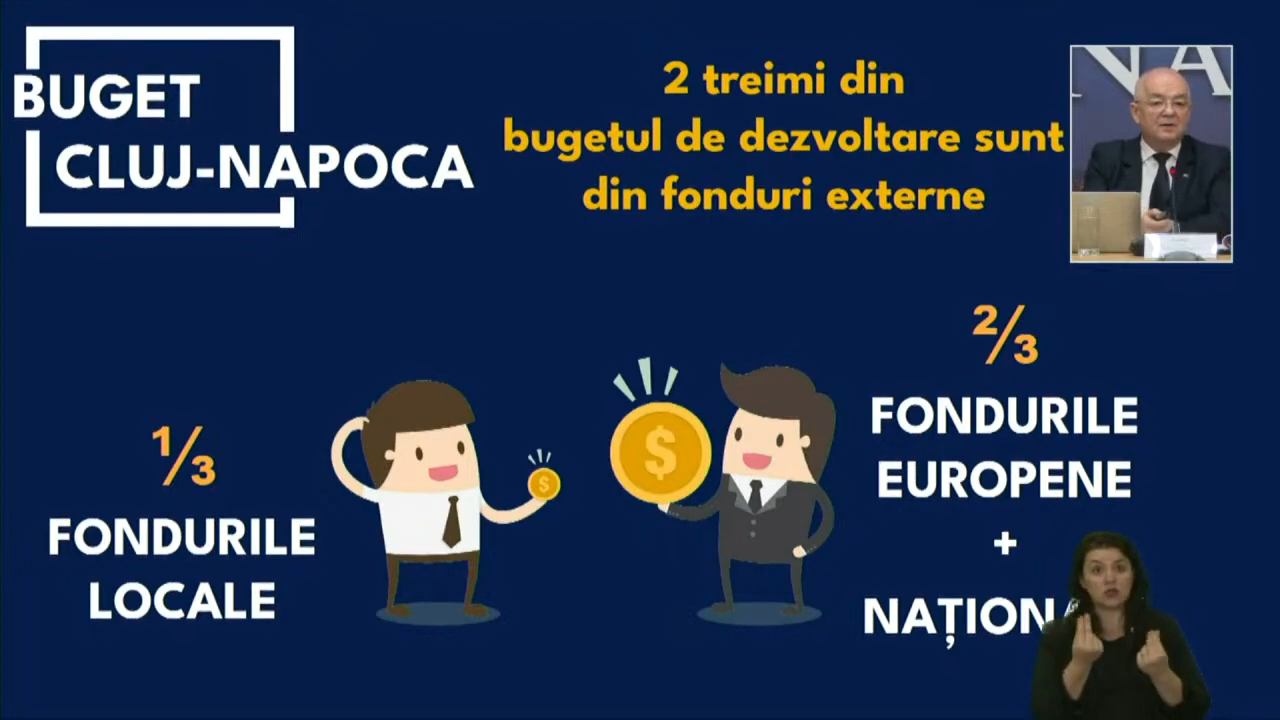 BUGET
CLUJ-NAPOCA
2 treimi din
bugetul de dezvoltare sunt
din fonduri externe
NA
⅓
FONDURILE
LOCALE
$
$
⅔
FONDURILE
EUROPENE
+